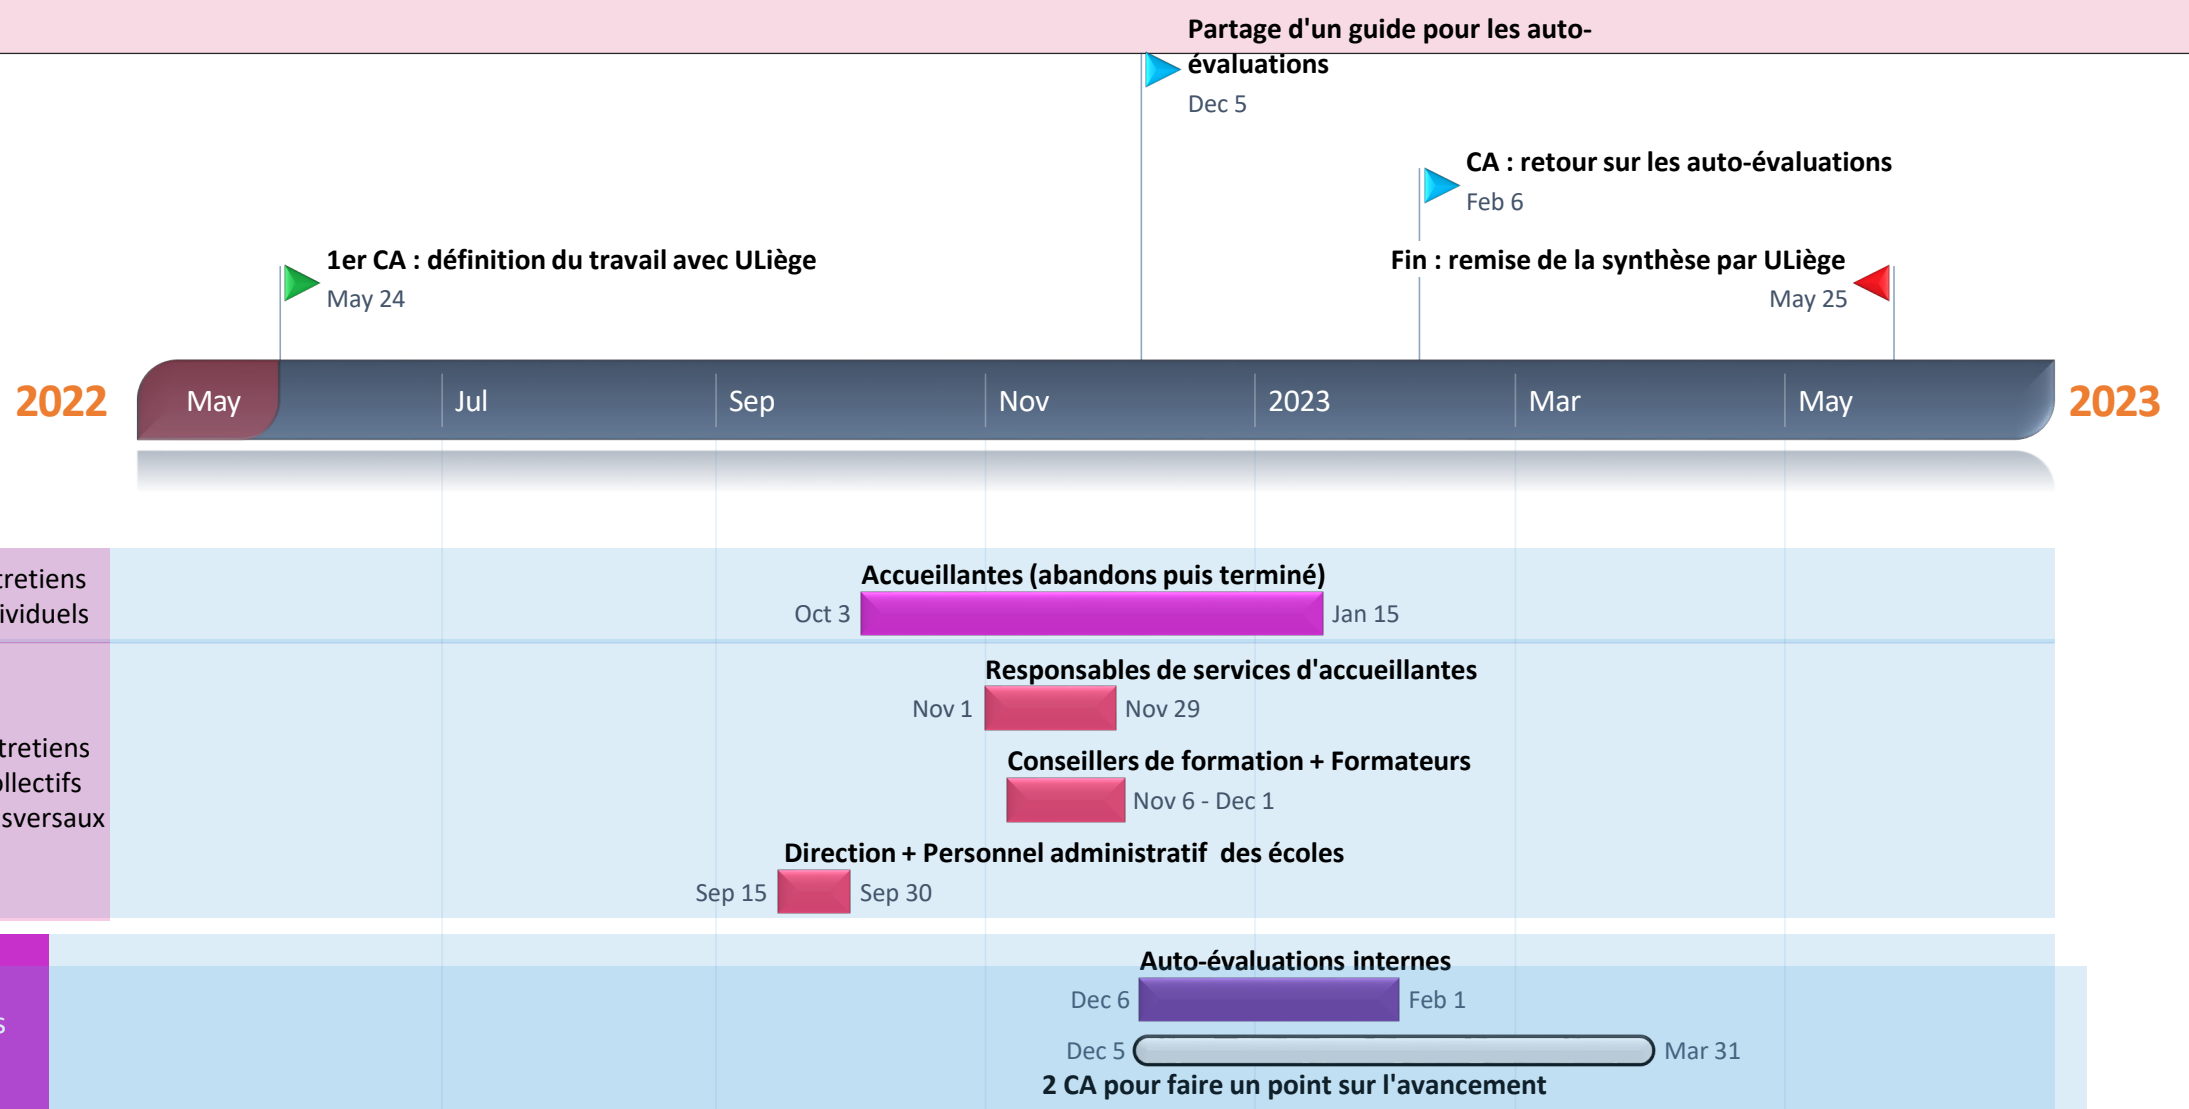 Partage d'un guide pour les auto-
évaluations
Dec 5
CA : retour sur les auto-évaluations
Feb 6
1er CA : définition du travail avec ULiège
May 24
Fin : remise de la synthèse par ULiège
May 25
2022 May Jul Sep Nov 2023 Mar May 2023
tretiens
ividuels
Accueillantes (abandons puis terminé)
Oct 3 Jan 15
Responsables de services d'accueillantes
Nov 1 Nov 29
tretiens
ollectifs
sversaux
Conseillers de formation + Formateurs
Nov 6 - Dec 1
Direction + Personnel administratif des écoles
Sep 15 Sep 30
s
Auto-évaluations internes
Dec 6 Feb 1
Dec 5 Mar 31
2 CA pour faire un point sur l'avancement